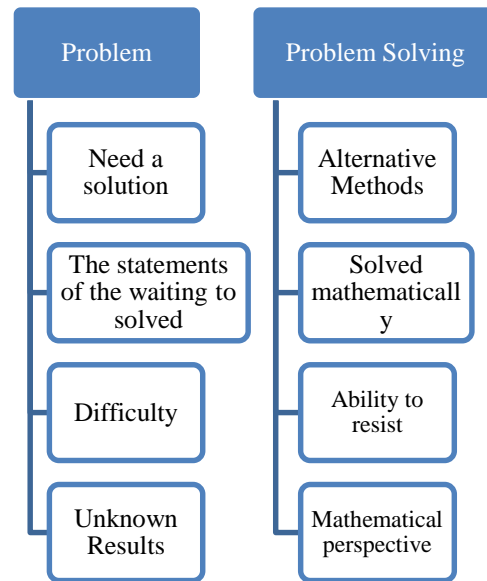 Problem
Need a
solution
The statements
of the waiting to
solved
Difficulty
Unknown
Results
Problem Solving
Alternative
Methods
Solved
mathematicall
y
Ability to
resist
Mathematical
perspective